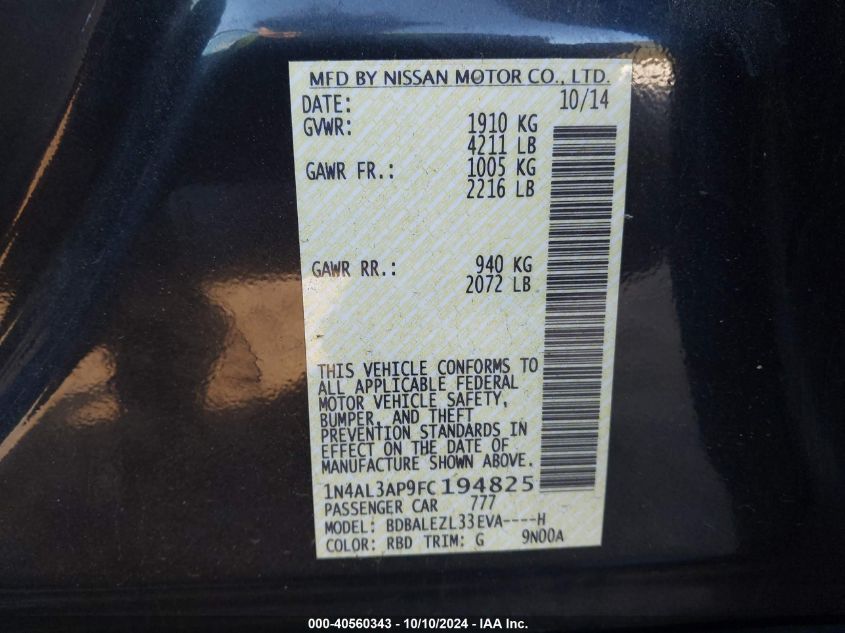 MFD BY NISSAN MOTOR CO., LTD.
DATE: 10/14
GVWR: 1910 KG
4211 LB
GAWR FR.: 1005 KG
2216 LB
GAWR RR.: 940 KG
2072 LB
THIS VEHICLE CONFORMS TO
ALL APPLICABLE FEDERAL
MOTOR VEHICLE SAFETY,
BUMPER, AND THEFT
PREVENTION STANDARDS IN
EFFECT ON THE DATE OF
MANUFACTURE SHOWN ABOVE.
1N4AL3AP9FC194825
PASSENGER CAR 777
MODEL: BDBALEZL33EVA----H
COLOR: RBD TRIM: G 9N00A
000-40560343 - 10/10/2024 - IAA Inc.